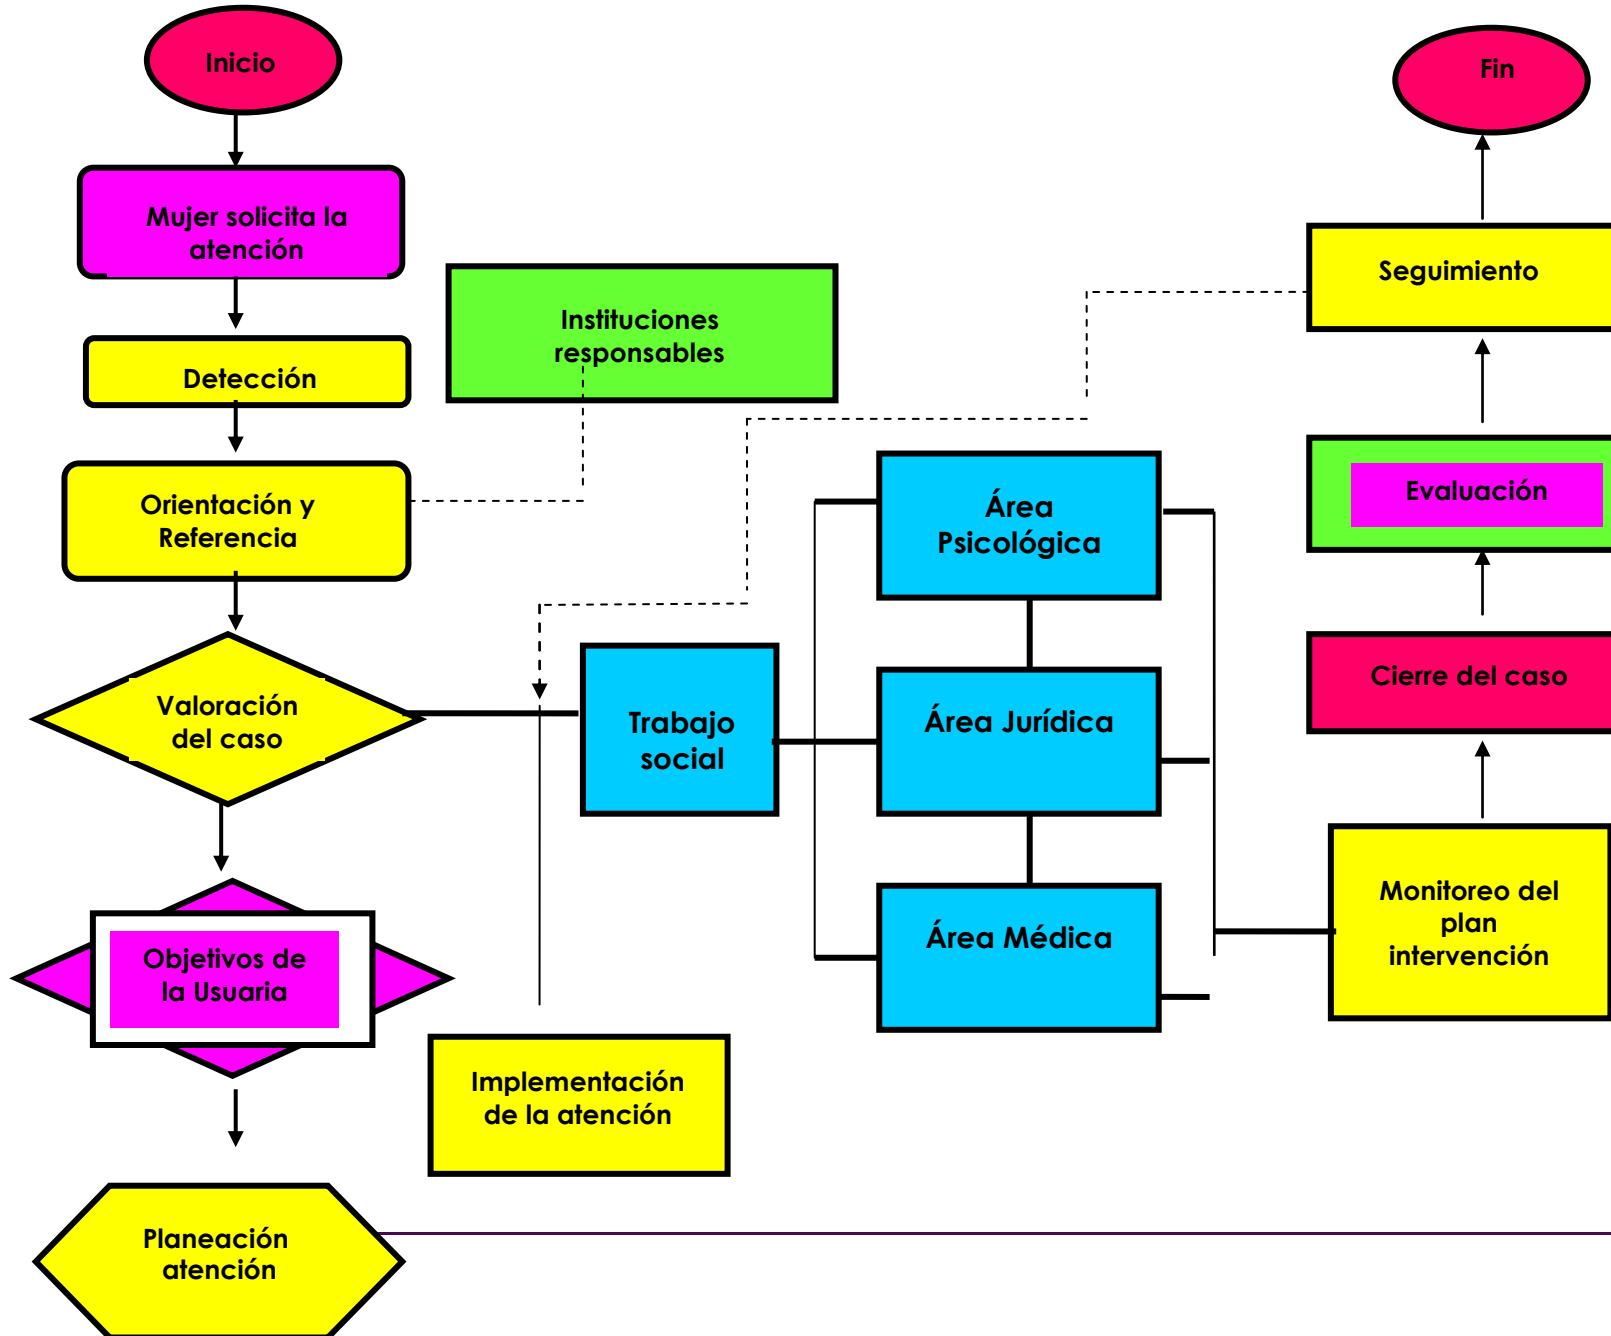 Inicio
Mujer solicita la
atención
Detección
Orientación y
Referencia
Valoración
del caso
Objetivos de
la Usuaria
Planeación
atención
Instituciones
responsables
Implementación
de la atención
Trabajo
social
Área
Psicológica
Área Jurídica
Área Médica
Fin
Seguimiento
Evaluación
Cierre del caso
Monitoreo del
plan
intervención